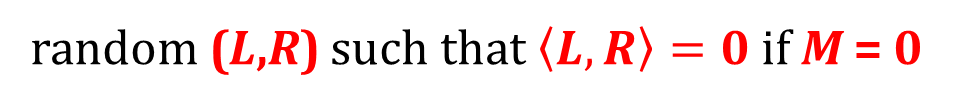 random (L,R) such that ⟨L, R⟩ = 0 if M = 0